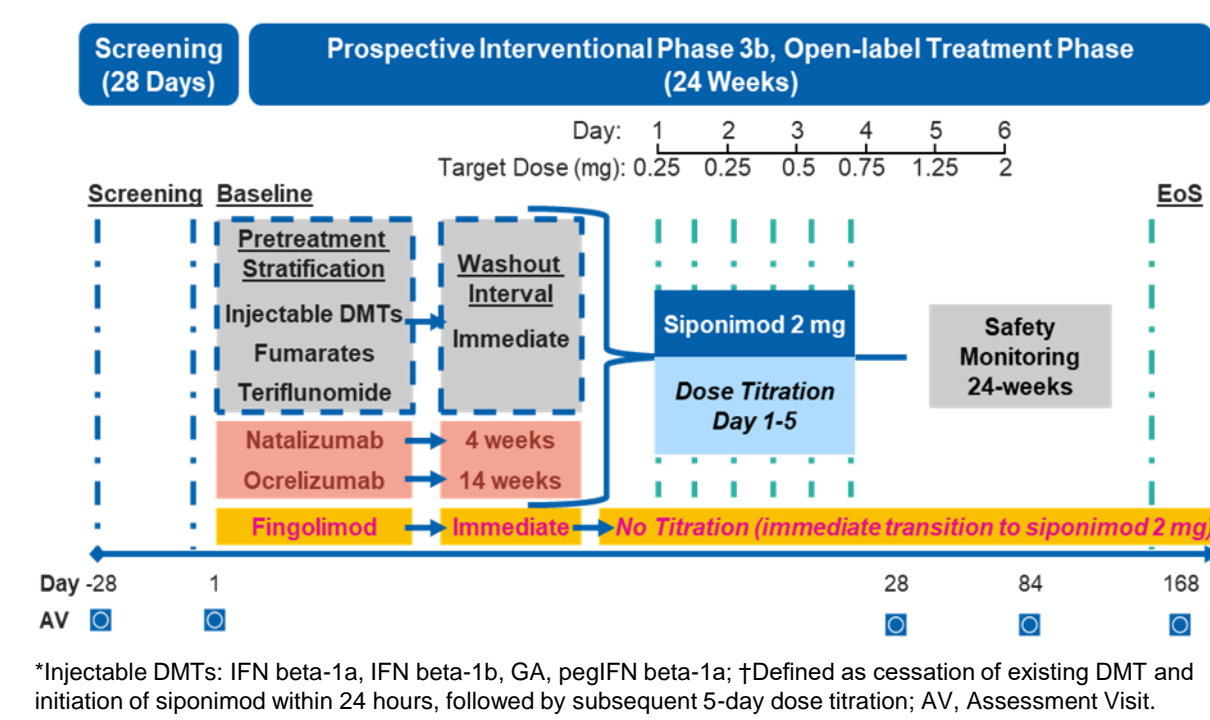 Screening
(28 Days)
Prospective Interventional Phase 3b, Open-label Treatment Phase
(24 Weeks)
Day: 1 2 3 4 5 6
Target Dose (mg): 0.25 0.25 0.5 0.75 1.25 2
Screening Baseline EoS
Pretreatment
Stratification
Injectable DMTs
Fumarates
Teriflunomide
Washout
Interval
Immediate
Natalizumab 4 weeks
Ocrelizumab 14 weeks
Fingolimod Immediate No Titration (immediate transition to siponimod 2 mg)
Siponimod 2 mg
Dose Titration
Day 1-5
Safety
Monitoring
24-weeks
Day -28 1 28 84 168
AV
*Injectable DMTs: IFN beta-1a, IFN beta-1b, GA, pegIFN beta-1a; †Defined as cessation of existing DMT and
initiation of siponimod within 24 hours, followed by subsequent 5-day dose titration; AV, Assessment Visit.